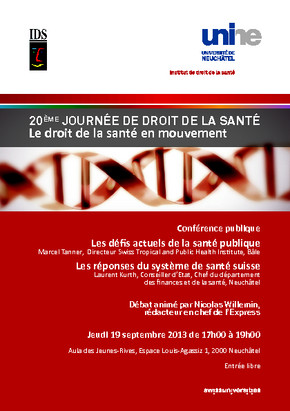 IDS
unine
UNIVERSITÉ DE
NEUCHÂTEL
Institut de droit de la santé
20ÈME JOURNÉE DE DROIT DE LA SANTÉ
Le droit de la santé en mouvement
Conférence publique
Les défis actuels de la santé publique
Marcel Tanner, Directeur Swiss Tropical and Public Health Institute, Bâle
Les réponses du système de santé suisse
Laurent Kurth, Conseiller d'Etat, Chef du département
des finances et de la santé, Neuchâtel
Débat animé par Nicolas Willemin,
rédacteur en chef de l'Express
Jeudi 19 septembre 2013 de 17h00 à 19h00
Aula des Jeunes-Rives, Espace Louis-Agassiz 1, 2000 Neuchâtel
Entrée libre